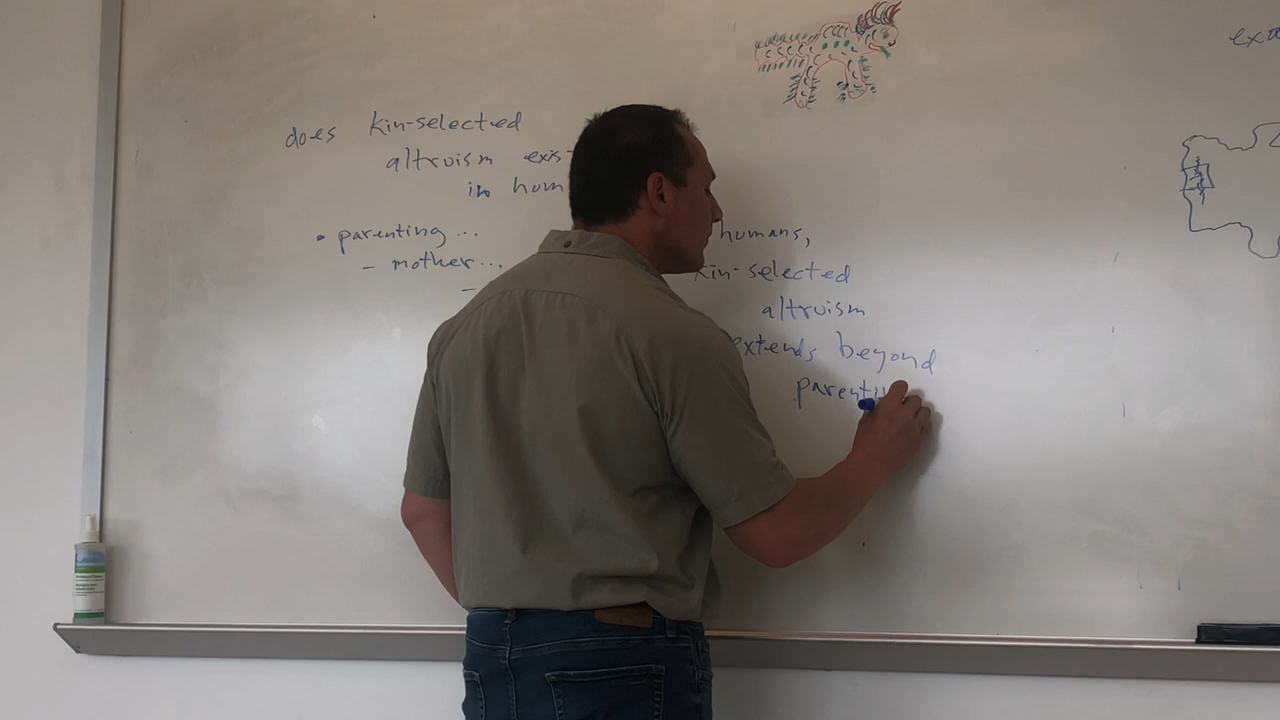 does kin-selected
altruism exis
in hum
• parenting...
– mother...
–
humans,
kin-selected
altruism
extends beyond
parenti